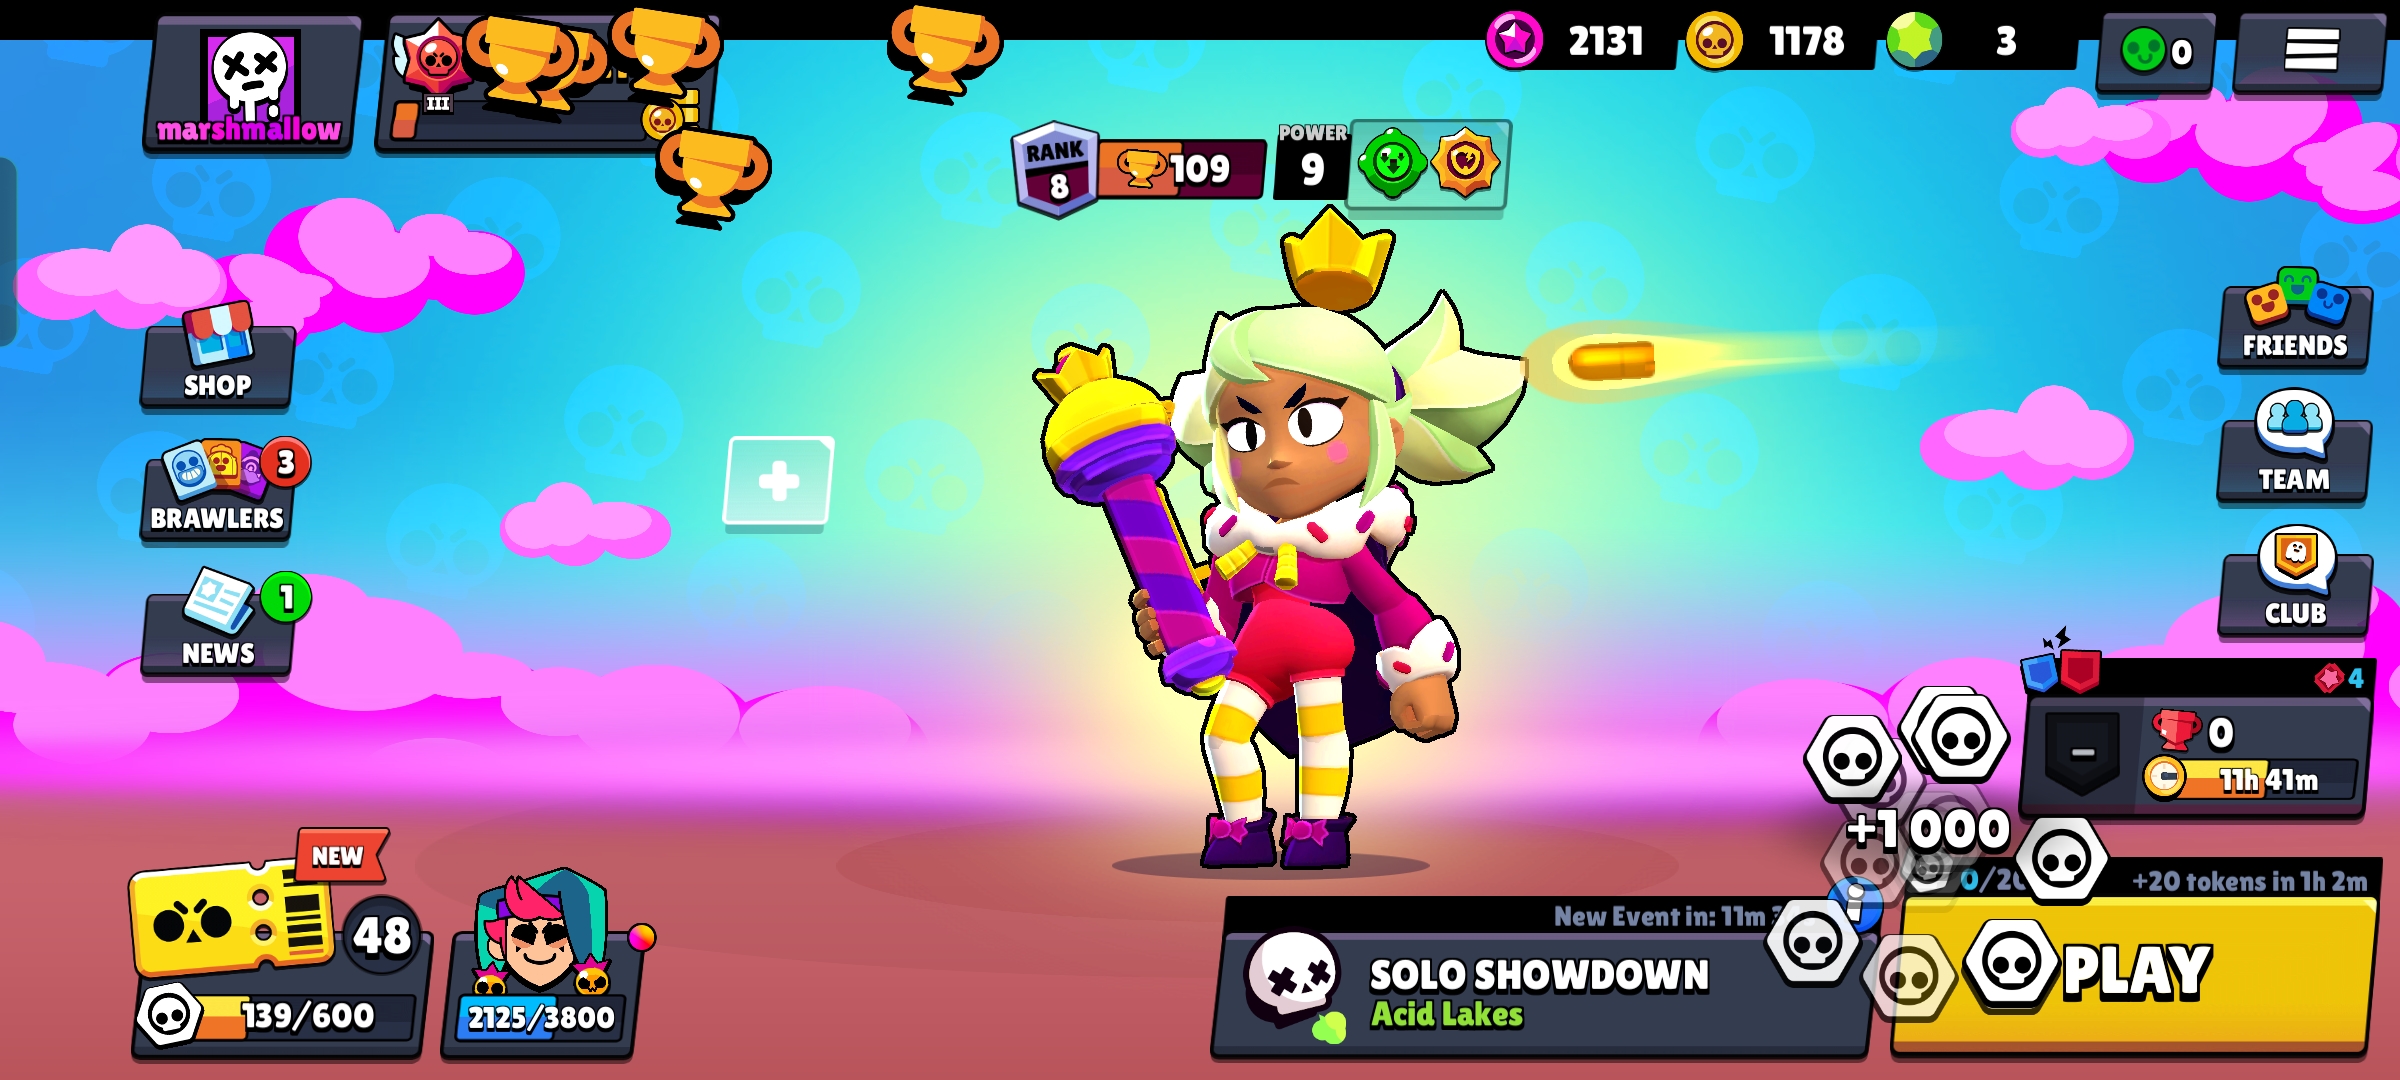 marshmallow
III
2131
1178
3
0
RANK
8
109
POWER
9
SHOP
BRAWLERS
3
NEWS
1
FRIENDS
TEAM
CLUB
4
0
11h 41m
+1000
+20 tokens in 1h 2m
NEW
48
139/600
2125/3800
New Event in: 11m
SOLO SHOWDOWN
Acid Lakes
PLAY